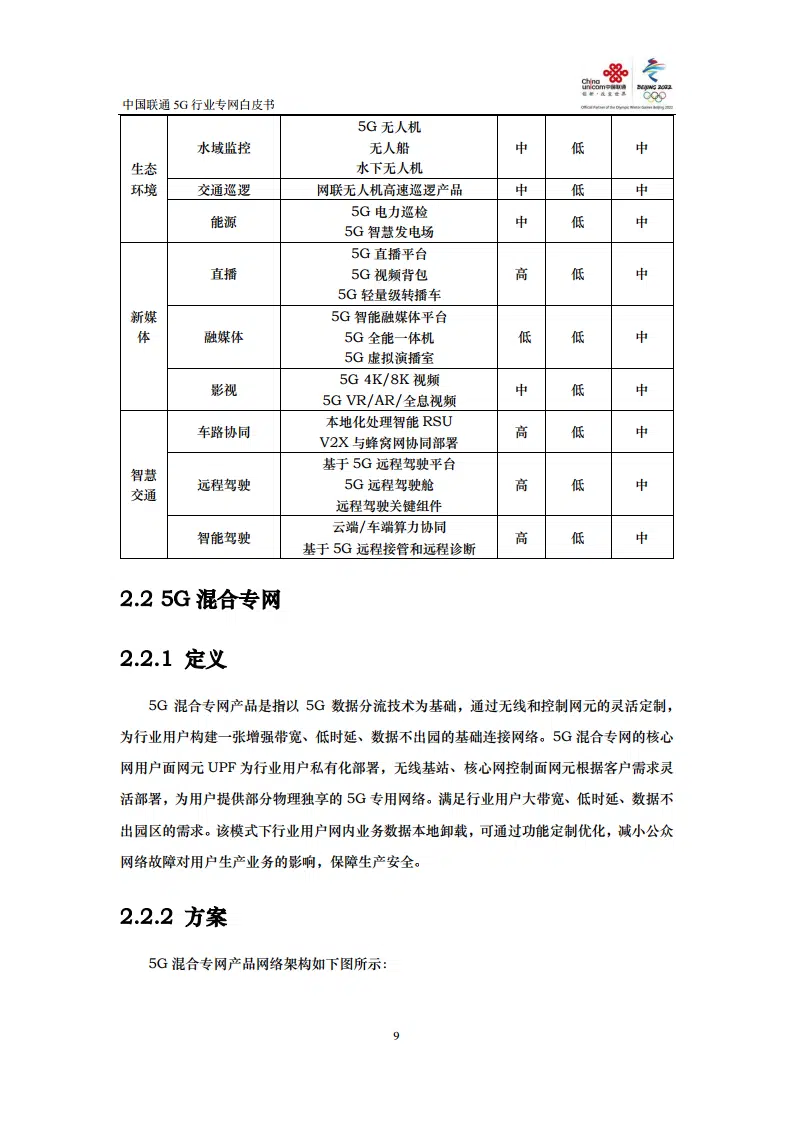 China
unicom中国联通
创新·改变世界
BEIJING 2022
Official Partner of the Olympic Winter Games Beijing 2022
中国联通 5G 行业专网白皮书
生态
环境
水域监控
5G 无人机
无人船
水下无人机
中 低 中
交通巡逻 网联无人机高速巡逻产品 中 低 中
能源
5G 电力巡检
5G 智慧发电场
中 低 中
新媒
体
直播
5G 直播平台
5G 视频背包
5G 轻量级转播车
高 低 中
融媒体
5G 智能融媒体平台
5G 全能一体机
5G 虚拟演播室
低 低 中
影视
5G 4K/8K 视频
5G VR/AR/全息视频
中 低 中
智慧
交通
车路协同
本地化处理智能 RSU
V2X 与蜂窝网协同部署
高 低 中
远程驾驶
基于 5G 远程驾驶平台
5G 远程驾驶舱
远程驾驶关键组件
高 低 中
智能驾驶
云端/车端算力协同
基于 5G 远程接管和远程诊断
高 低 中
2.2 5G 混合专网
2.2.1 定义
5G 混合专网产品是指以 5G 数据分流技术为基础，通过无线和控制网元的灵活定制，
为行业用户构建一张增强带宽、低时延、数据不出园的基础连接网络。5G 混合专网的核心
网用户面网元 UPF 为行业用户私有化部署，无线基站、核心网控制面网元根据客户需求灵
活部署，为用户提供部分物理独享的 5G 专用网络。满足行业用户大带宽、低时延、数据不
出园区的需求。该模式下行业用户网内业务数据本地卸载，可通过功能定制优化，减小公众
网络故障对用户生产业务的影响，保障生产安全。
2.2.2 方案
5G 混合专网产品网络架构如下图所示：
9